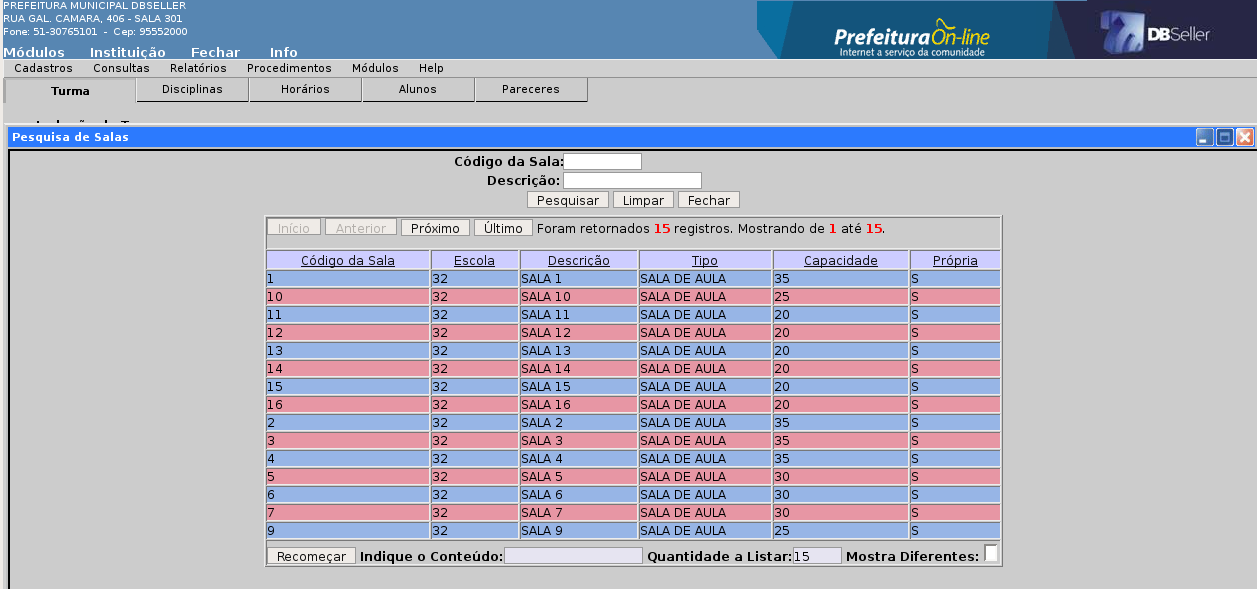 PREFEITURA MUNICIPAL DBSELLER
RUA GAL. CAMARA, 406 - SALA 301
Fone: 51-30765101 - Cep: 95552000
PrefeituraOn-line
Internet a serviço da comunidade
DBSeller
Módulos Instituição Fechar Info
Cadastros Consultas Relatórios Procedimentos Módulos Help
Turma Disciplinas Horários Alunos Pareceres
Pesquisa de Salas
Código da Sala:
Descrição:
Pesquisar Limpar Fechar
Início Anterior Próximo Último Foram retornados 15 registros. Mostrando de 1 até 15.
Código da Sala Escola Descrição Tipo Capacidade Própria
1 32 SALA 1 SALA DE AULA 35 S
10 32 SALA 10 SALA DE AULA 25 S
11 32 SALA 11 SALA DE AULA 20 S
12 32 SALA 12 SALA DE AULA 20 S
13 32 SALA 13 SALA DE AULA 20 S
14 32 SALA 14 SALA DE AULA 20 S
15 32 SALA 15 SALA DE AULA 20 S
16 32 SALA 16 SALA DE AULA 20 S
2 32 SALA 2 SALA DE AULA 35 S
3 32 SALA 3 SALA DE AULA 35 S
4 32 SALA 4 SALA DE AULA 35 S
5 32 SALA 5 SALA DE AULA 30 S
6 32 SALA 6 SALA DE AULA 30 S
7 32 SALA 7 SALA DE AULA 30 S
9 32 SALA 9 SALA DE AULA 25 S
Recomeçar Indique o Conteúdo: Quantidade a Listar: 15 Mostra Diferentes: